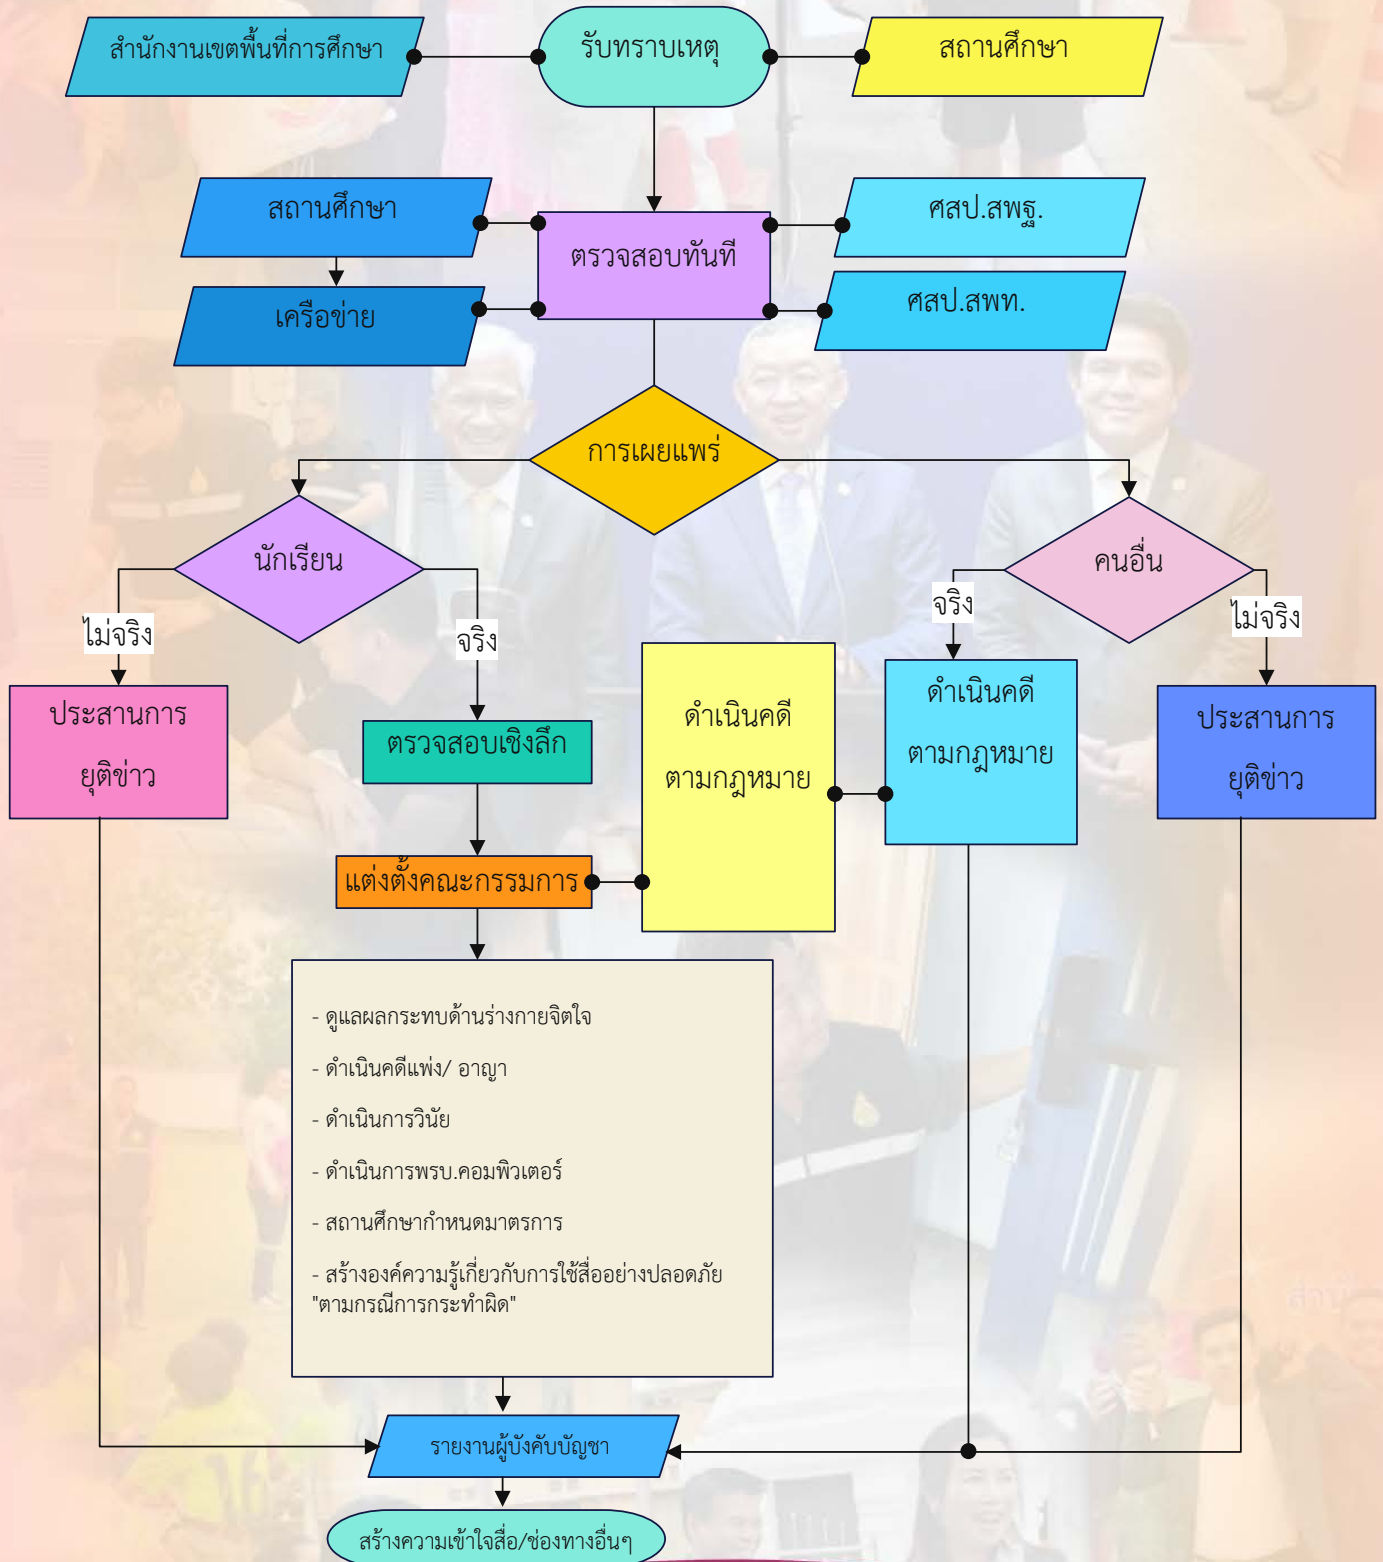 สำนักงานเขตพื้นที่การศึกษา
รับทราบเหตุ
สถานศึกษา
สถานศึกษา
ตรวจสอบทันที
ศสป.สพฐ.
เครือข่าย
ศสป.สพท.
การเผยแพร่
นักเรียน
คนอื่น
ไม่จริง
จริง
จริง
ไม่จริง
ประสานการ
ยุติข่าว
ตรวจสอบเชิงลึก
แต่งตั้งคณะกรรมการ
ดำเนินคดี
ตามกฎหมาย
ดำเนินคดี
ตามกฎหมาย
ประสานการ
ยุติข่าว
- ดูแลผลกระทบด้านร่างกายจิตใจ
- ดำเนินคดีแพ่ง/ อาญา
- ดำเนินการวินัย
- ดำเนินการพรบ.คอมพิวเตอร์
- สถานศึกษากำหนดมาตรการ
- สร้างองค์ความรู้เกี่ยวกับการใช้สื่ออย่างปลอดภัย
"ตามกรณีการกระทำผิด"
รายงานผู้บังคับบัญชา
สร้างความเข้าใจสื่อ/ช่องทางอื่นๆ